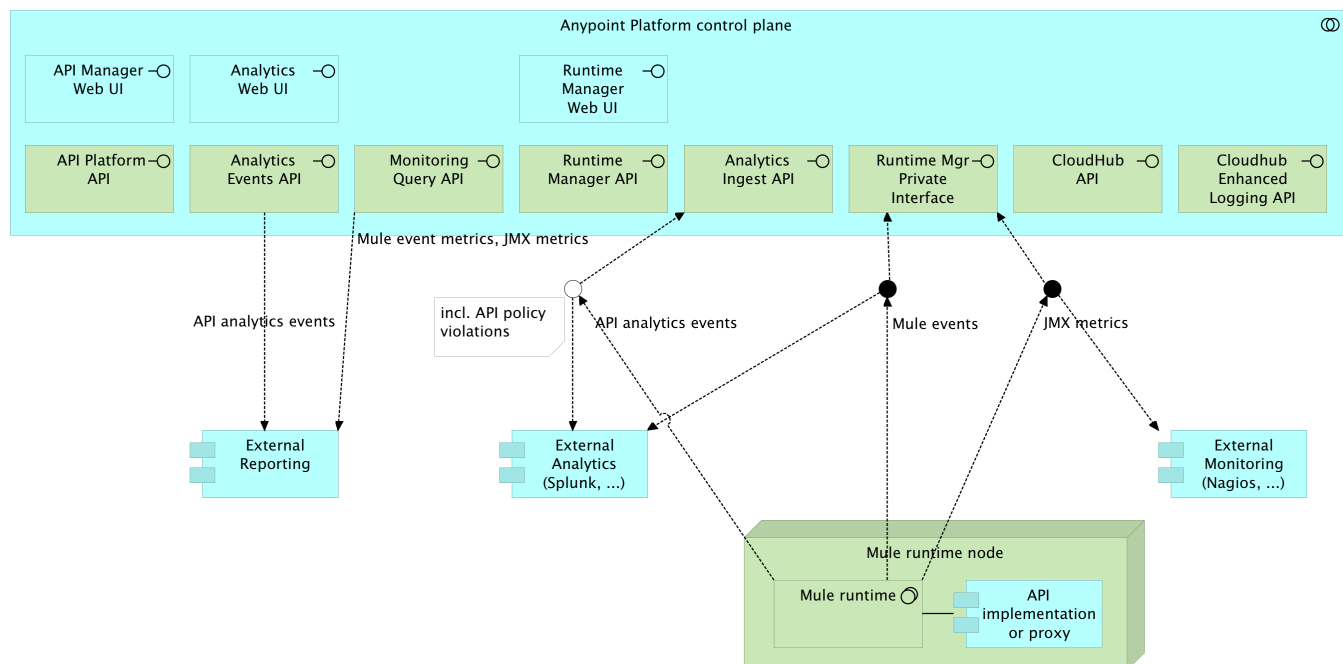 Anypoint Platform control plane
API Manager
Web UI
Analytics
Web UI
Runtime
Manager
Web UI
API Platform
API
Analytics
Events API
Monitoring
Query API
Runtime
Manager API
Analytics
Ingest API
Runtime Mgr
Private
Interface
CloudHub
API
Cloudhub
Enhanced
Logging API
Mule event metrics, JMX metrics
incl. API policy
violations
API analytics events
API analytics events
Mule events
JMX metrics
External
Reporting
External
Analytics
(Splunk, ...)
External
Monitoring
(Nagios, ...)
Mule runtime node
Mule runtime
API
implementation
or proxy